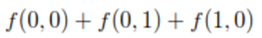 f(0,0) + f(0,1) + f(1,0)